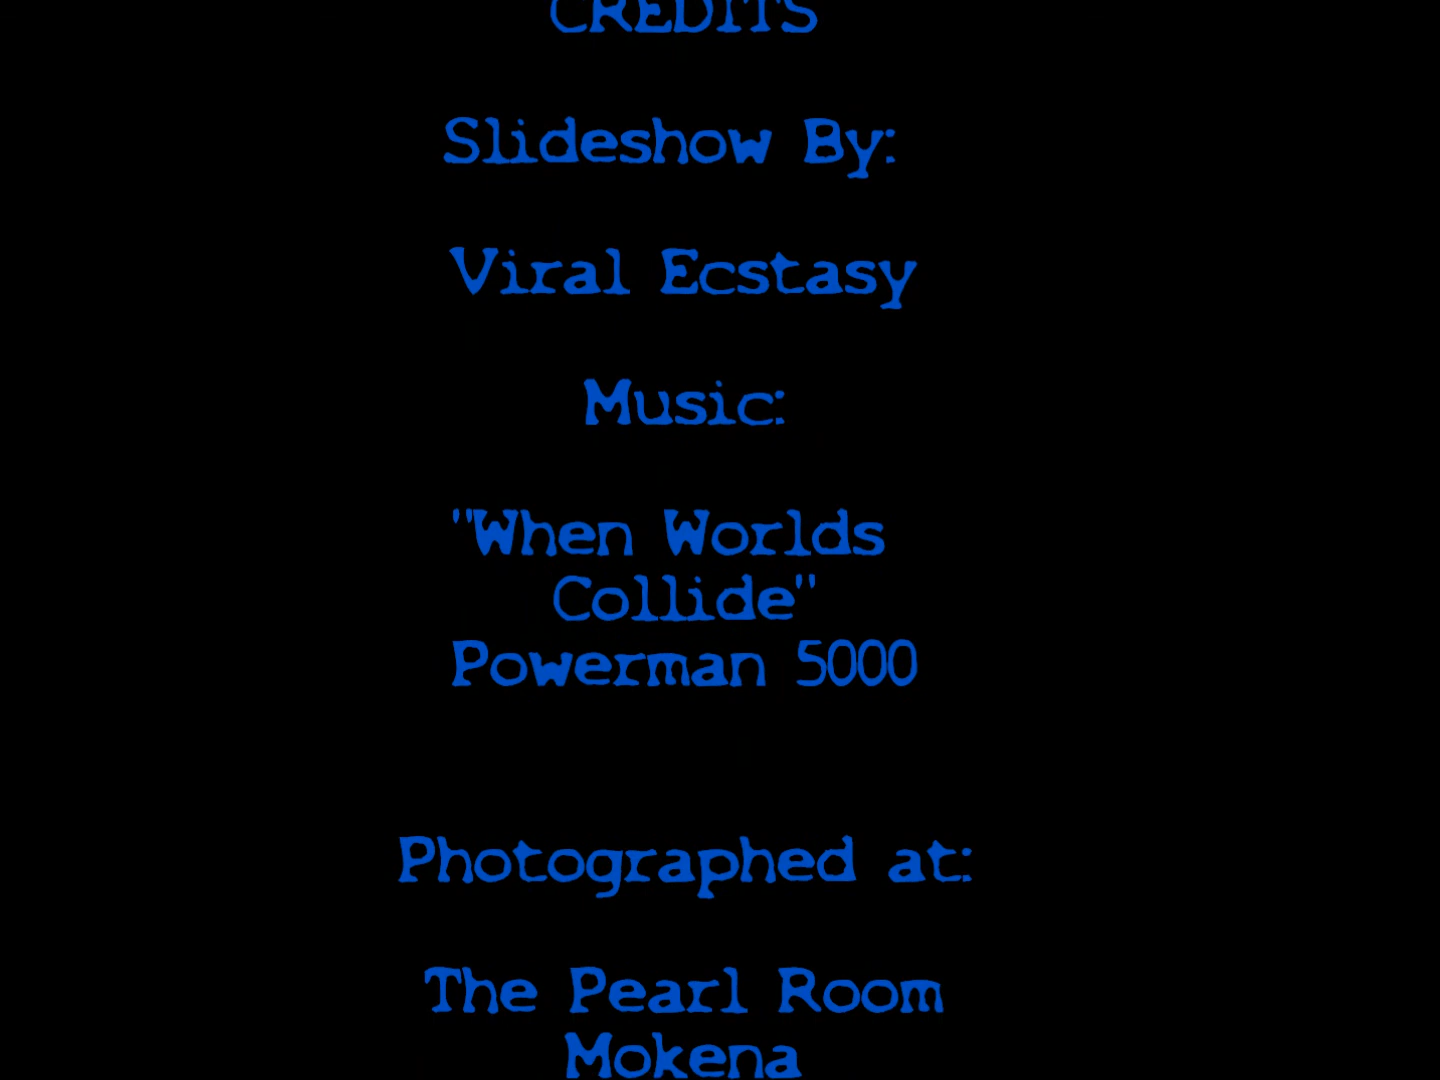 CREDITS
Slideshow By:
Viral Ecstasy
Music:
"When Worlds
Collide"
Powerman 5000
Photographed at:
The Pearl Room
Mokena